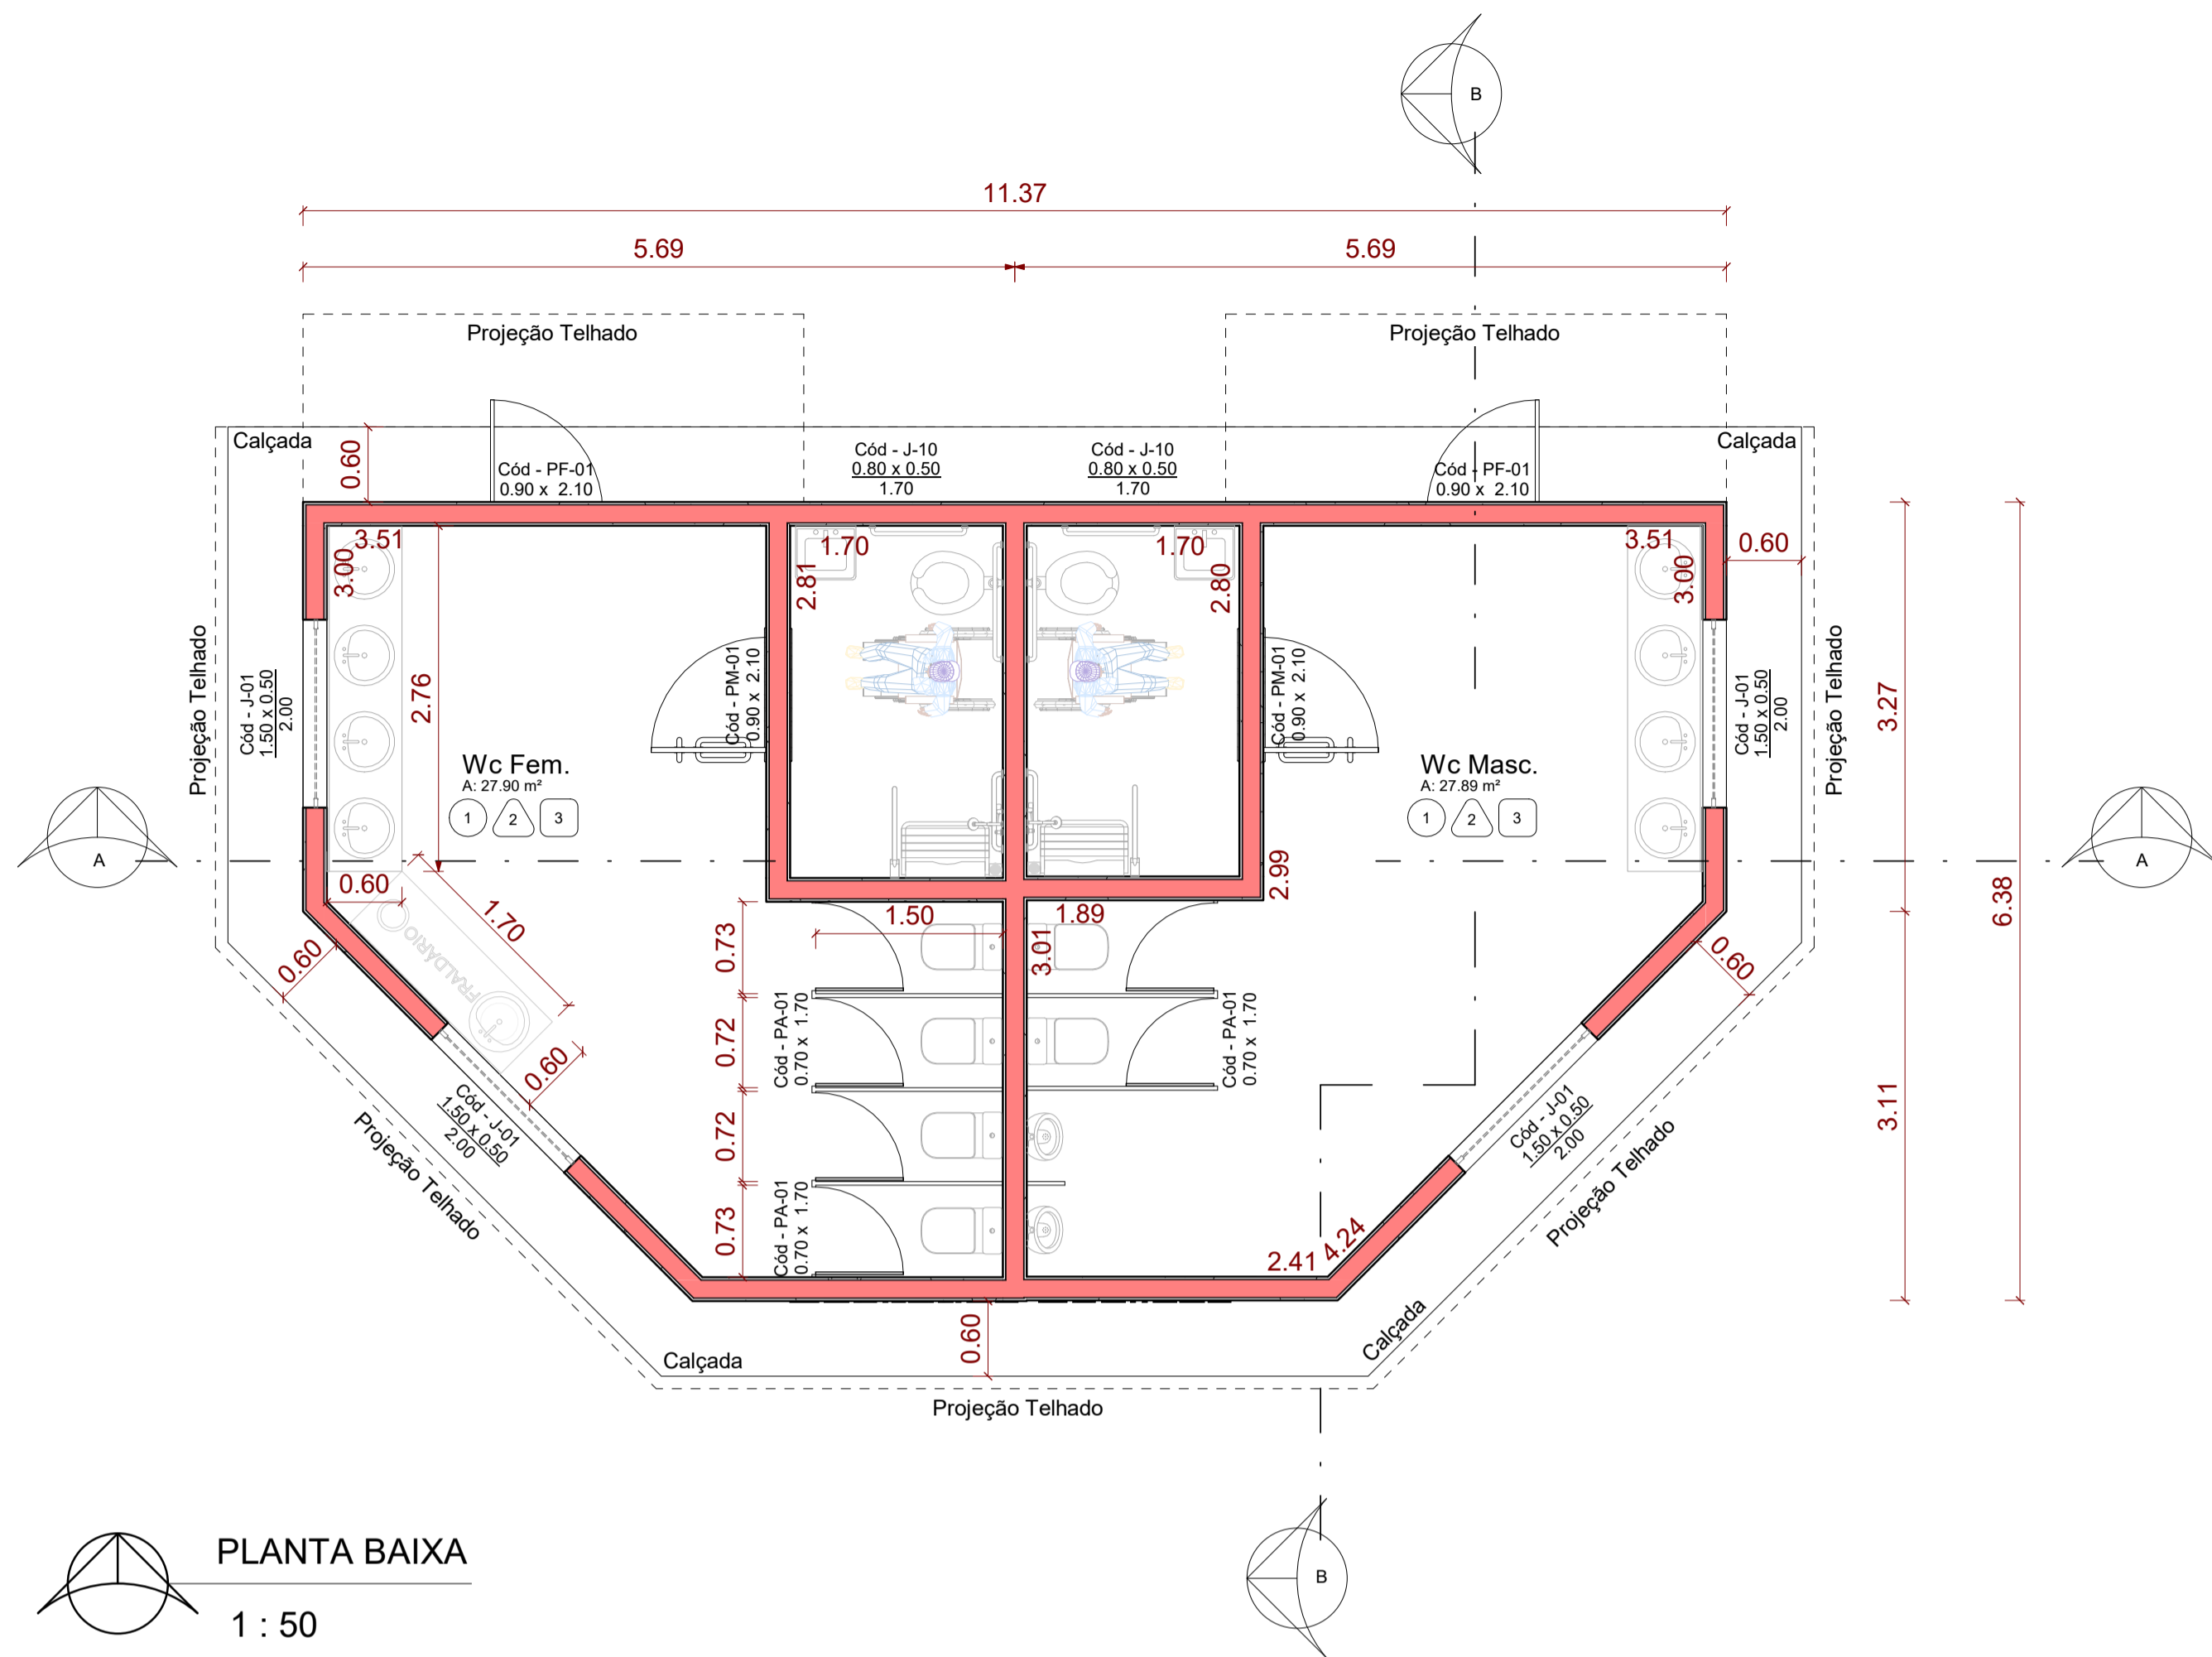 B
11.37
5.69
5.69
Projeção Telhado
Projeção Telhado
Calçada
0.60
Cód - PF-01
0.90 x 2.10
Cód - J-10
0.80 x 0.50
1.70
Cód - J-10
0.80 x 0.50
1.70
Cód - PF-01
0.90 x 2.10
Calçada
3.51
3.00
1.70
2.81
1.70
2.80
3.51
3.00
0.60
Projeção Telhado
Cód - J-01
1.50 x 0.50
2.00
2.76
Cód - PM-01
0.90 x 2.10
Cód - PM-01
0.90 x 2.10
Cód - J-01
1.50 x 0.50
2.00
Projeção Telhado
3.27
6.38
Wc Fem.
A: 27.90 m²
1
2
3
Wc Masc.
A: 27.89 m²
1
2
3
A
A
0.60
1.70
FRALDÁRIO
0.60
0.60
2.99
1.50
1.89
3.01
0.73
0.72
0.72
0.73
Cód - PA-01
0.70 x 1.70
Cód - PA-01
0.70 x 1.70
Cód - PA-01
0.70 x 1.70
0.60
3.11
Cód - J-01
1.50 x 0.50
2.00
Projeção Telhado
Cód - J-01
1.50 x 0.50
2.00
Projeção Telhado
2.41
4.24
0.60
Calçada
Calçada
Projeção Telhado
B
PLANTA BAIXA
1 : 50